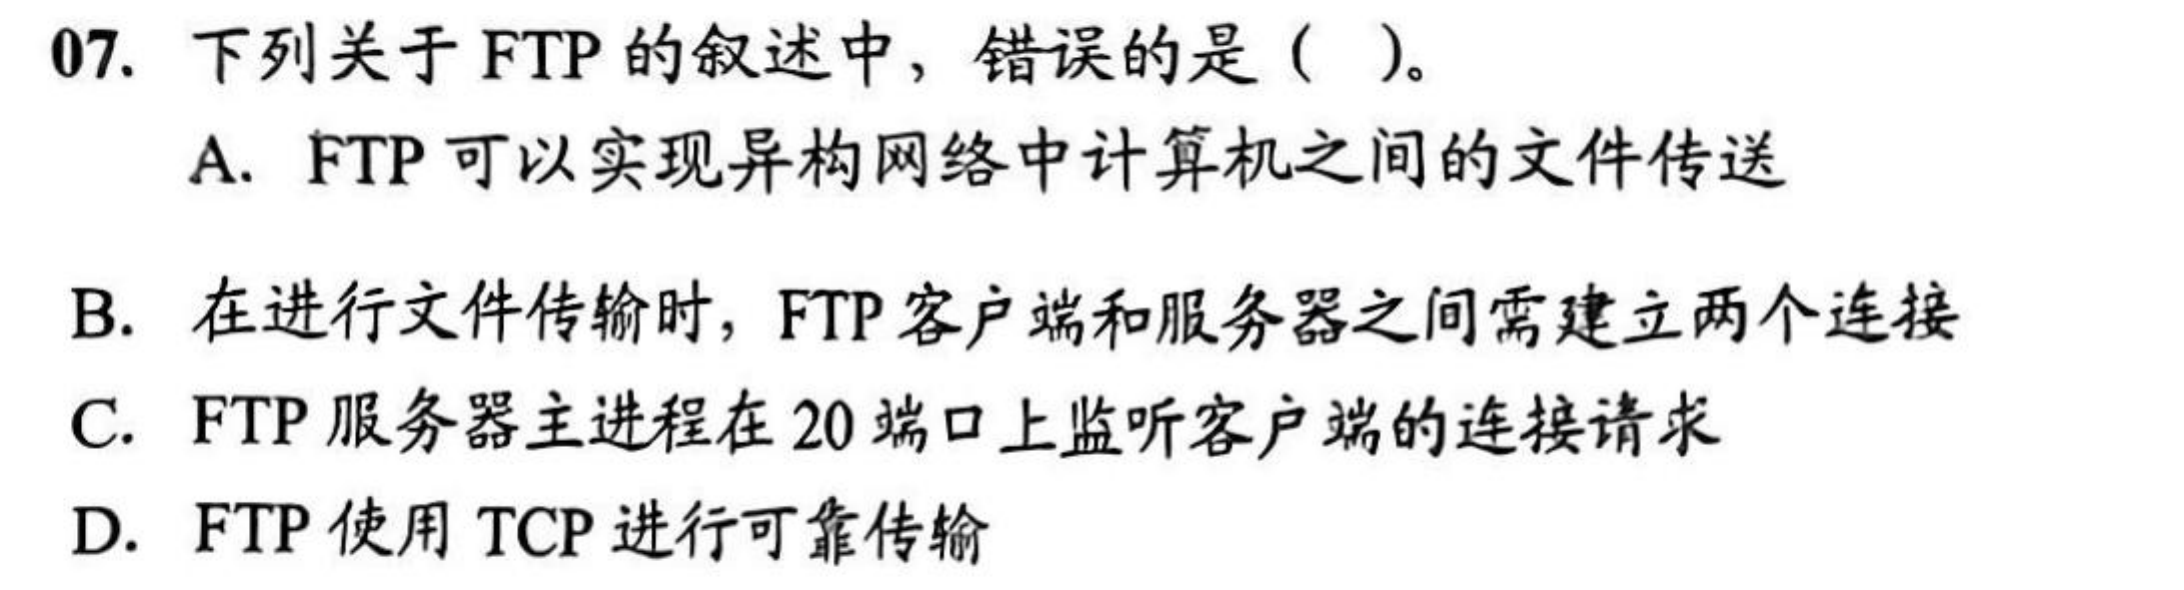 07. 下列关于 FTP 的叙述中，错误的是（ ）。
A. FTP 可以实现异构网络中计算机之间的文件传送
B. 在进行文件传输时，FTP 客户端和服务器之间需建立两个连接
C. FTP 服务器主进程在 20 端口上监听客户端的连接请求
D. FTP 使用 TCP 进行可靠传输